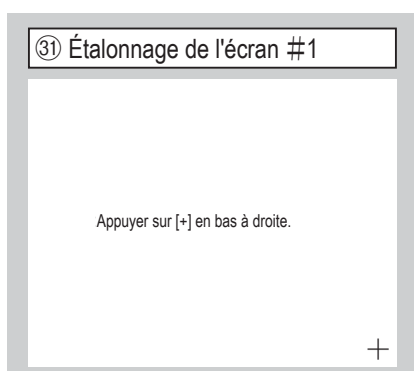 ㉛ Étalonnage de l'écran #1
Appuyer sur [+] en bas à droite.
+